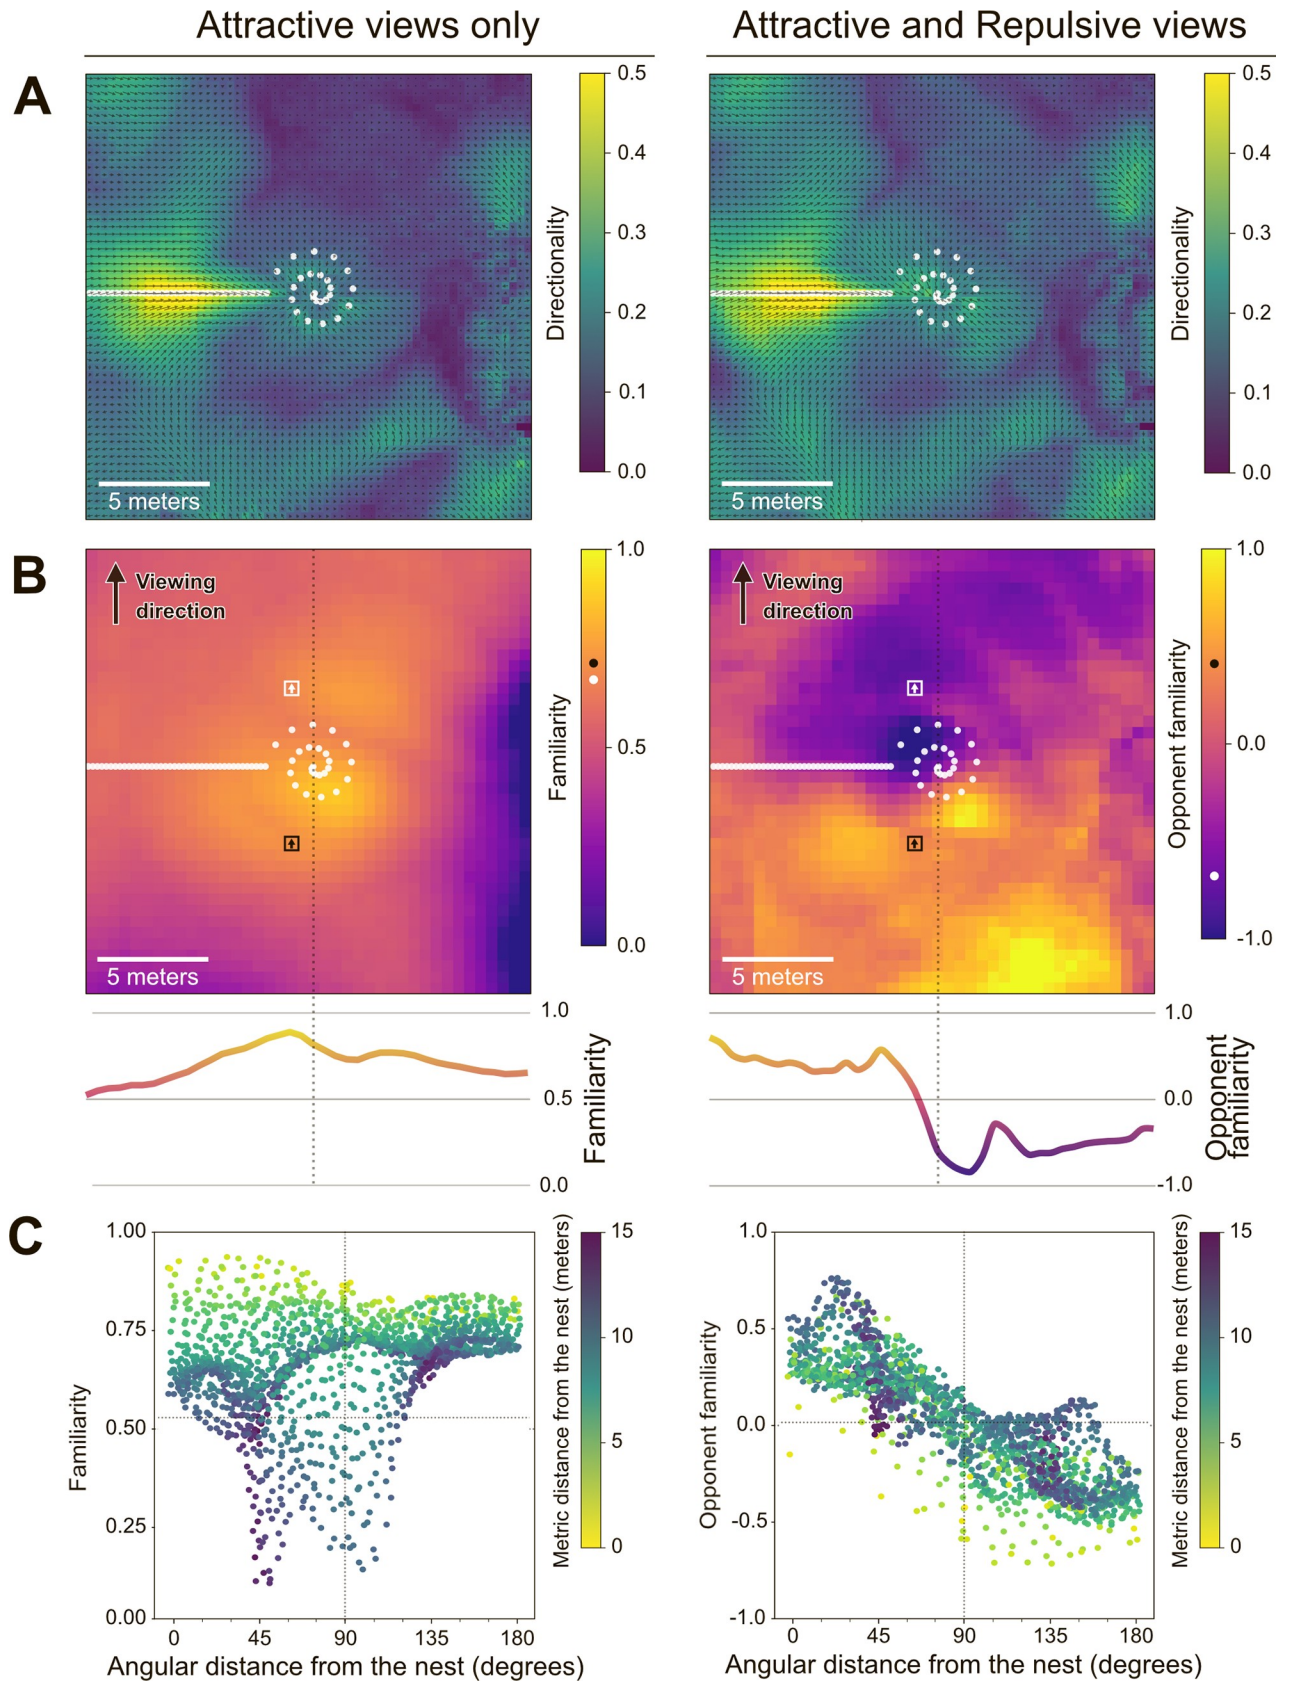 Attractive views only
Attractive and Repulsive views
A
0.5
0.4
0.3
0.2
0.1
0.0
Directionality
5 meters
0.5
0.4
0.3
0.2
0.1
0.0
Directionality
5 meters
B
Viewing
direction
5 meters
1.0
0.5
0.0
Familiarity
Viewing
direction
5 meters
1.0
0.0
-1.0
Opponent familiarity
1.0
0.5
0.0
Familiarity
1.0
0.0
-1.0
Opponent
familiarity
C
1.00
0.75
0.50
0.25
0.00
Familiarity
0
45
90
135
180
Angular distance from the nest (degrees)
15
10
5
0
Metric distance from the nest (meters)
1.0
0.5
0.0
-0.5
-1.0
Opponent familiarity
0
45
90
135
180
Angular distance from the nest (degrees)
15
10
5
0
Metric distance from the nest (meters)